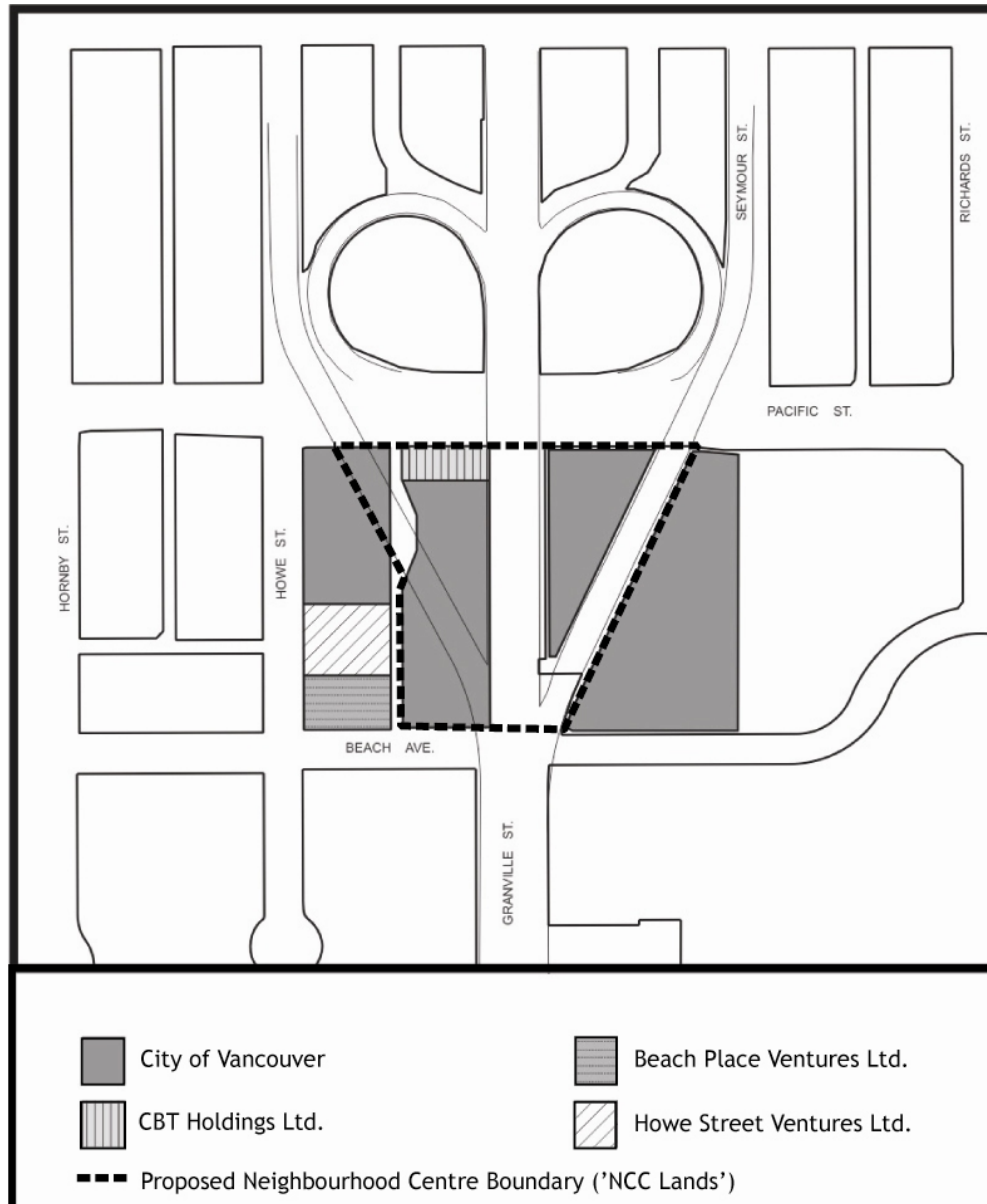 SEYMOUR ST.
RICHARDS ST.
PACIFIC ST.
HORNBY ST.
HOWE ST.
BEACH AVE.
GRANVILLE ST.
City of Vancouver
Beach Place Ventures Ltd.
CBT Holdings Ltd.
Howe Street Ventures Ltd.
Proposed Neighbourhood Centre Boundary ('NCC Lands')